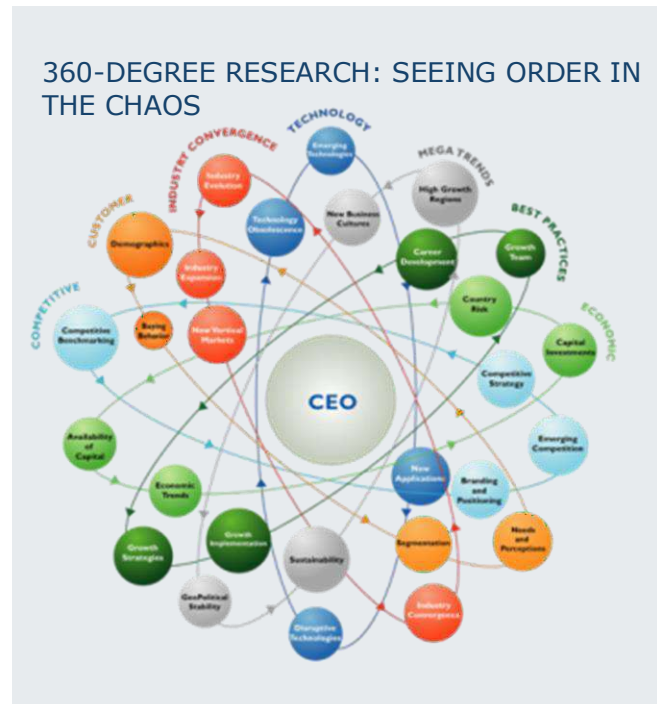 360-DEGREE RESEARCH: SEEING ORDER IN
THE CHAOS
TECHNOLOGY
INDUSTRY CONVERGENCE
MEGA TRENDS
CUSTOMER
BEST PRACTICES
COMPETITIVE
ECONOMIC
Emerging
Technologies
Industry
Evolution
High Growth
Regions
Technology
Obsolescence
New Business
Cultures
Demographics
Career
Development
Growth
Team
Industry
Expansion
Country
Risk
Competitive
Benchmarking
Buying
Behavior
New Vertical
Markets
Capital
Investments
Competitive
Strategy
CEO
Availability
of
Capital
Emerging
Competition
Economic
Trends
New
Applications
Branding
and
Positioning
Growth
Strategies
Growth
Implementation
Segmentation
Needs
and
Perceptions
Sustainability
GeoPolitical
Stability
Industry
Convergence
Disruptive
Technologies